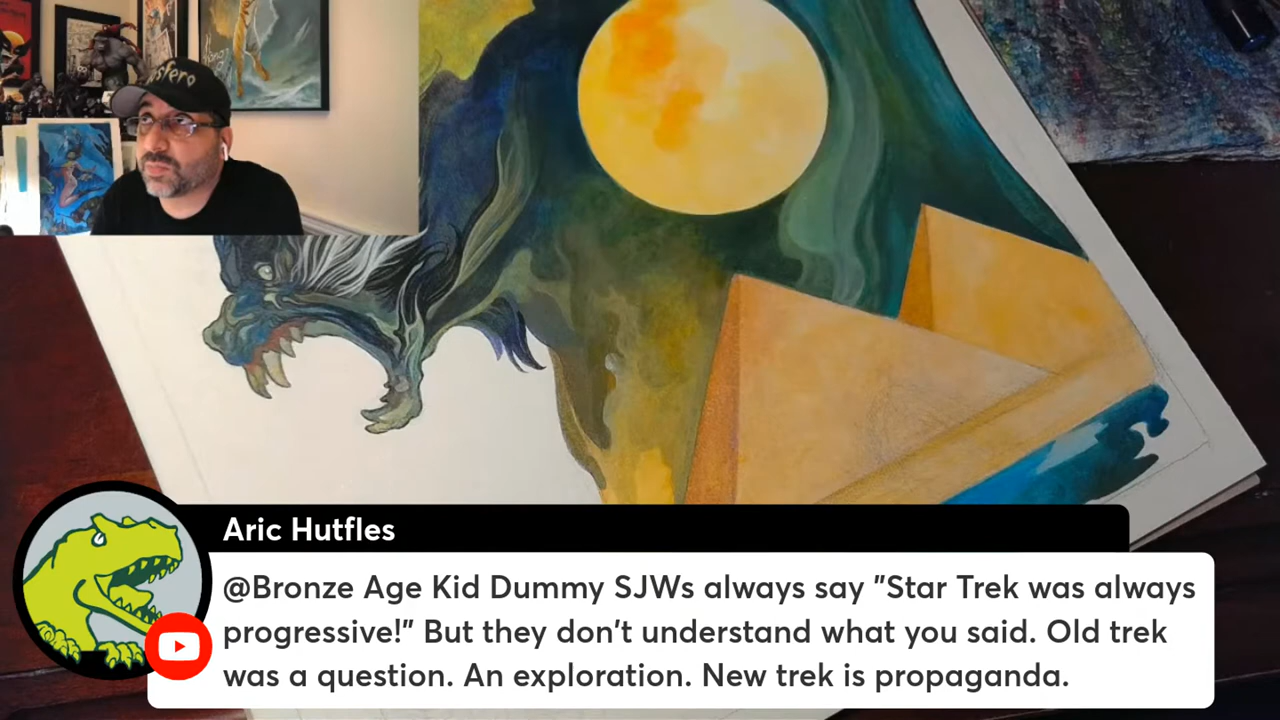 Aric Hutfles
@Bronze Age Kid Dummy SJWs always say "Star Trek was always
progressive!" But they don't understand what you said. Old trek
was a question. An exploration. New trek is propaganda.